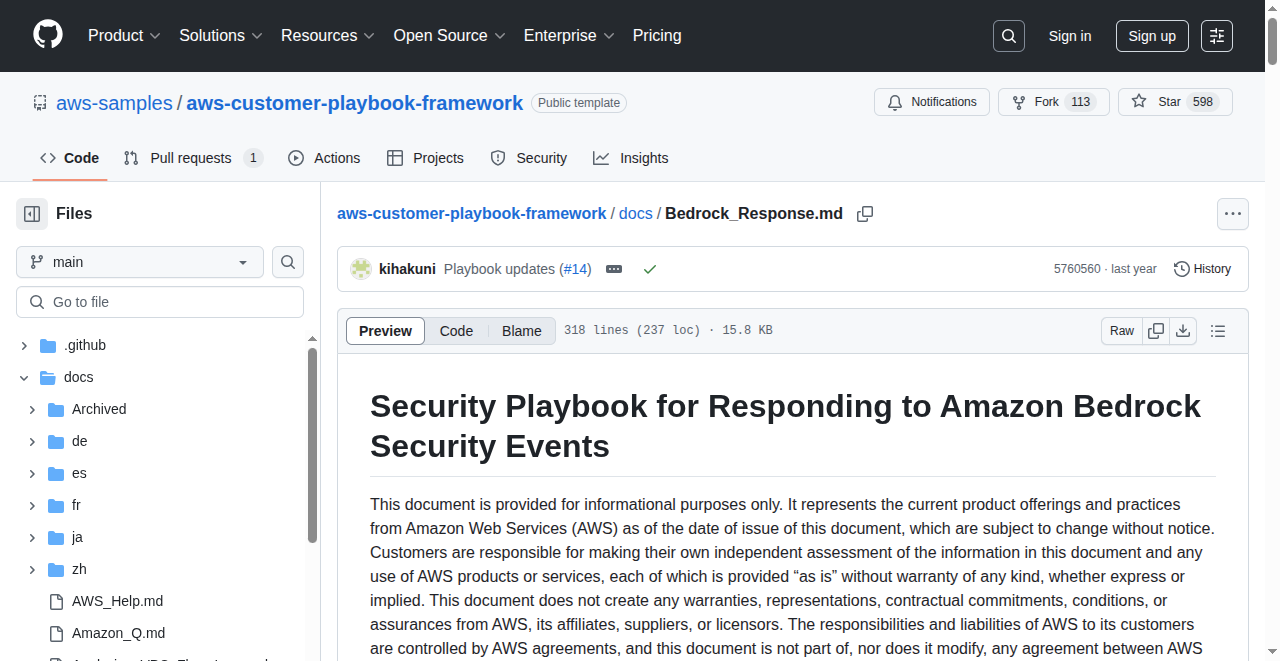 Product Solutions Resources Open Source Enterprise Pricing Sign in Sign up
aws-samples / aws-customer-playbook-framework Public template Notifications Fork 113 Star 598
Code Pull requests 1 Actions Projects Security Insights
Files
main
Go to file
.github
docs
Archived
de
es
fr
ja
zh
AWS_Help.md
Amazon_Q.md
aws-customer-playbook-framework / docs / Bedrock_Response.md
kihakuni Playbook updates (#14) 5760560 · last year History
Preview Code Blame 318 lines (237 loc) · 15.8 KB Raw
Security Playbook for Responding to Amazon Bedrock
Security Events
This document is provided for informational purposes only. It represents the current product offerings and practices
from Amazon Web Services (AWS) as of the date of issue of this document, which are subject to change without notice.
Customers are responsible for making their own independent assessment of the information in this document and any
use of AWS products or services, each of which is provided “as is” without warranty of any kind, whether express or
implied. This document does not create any warranties, representations, contractual commitments, conditions, or
assurances from AWS, its affiliates, suppliers, or licensors. The responsibilities and liabilities of AWS to its customers
are controlled by AWS agreements, and this document is not part of, nor does it modify, any agreement between AWS